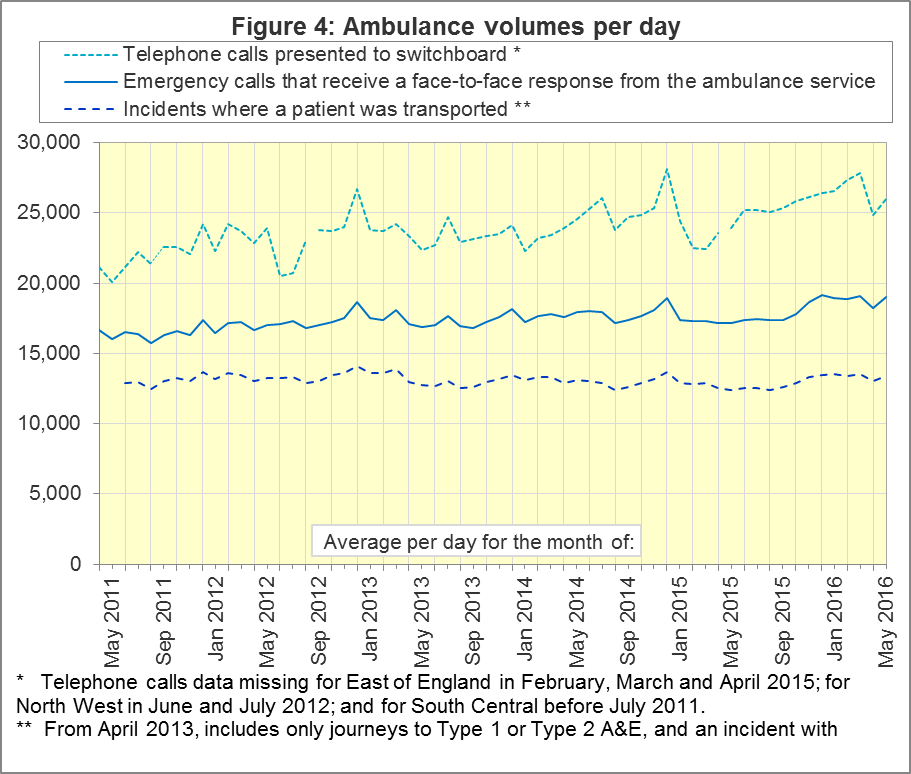 Figure 4: Ambulance volumes per day
Telephone calls presented to switchboard *
Emergency calls that receive a face-to-face response from the ambulance service
Incidents where a patient was transported **
30,000
25,000
20,000
15,000
10,000
5,000
0
Average per day for the month of:
May 2011
Sep 2011
Jan 2012
May 2012
Sep 2012
Jan 2013
May 2013
Sep 2013
Jan 2014
May 2014
Sep 2014
Jan 2015
May 2015
Sep 2015
Jan 2016
May 2016
* Telephone calls data missing for East of England in February, March and April 2015; for
North West in June and July 2012; and for South Central before July 2011.
** From April 2013, includes only journeys to Type 1 or Type 2 A&E, and an incident with